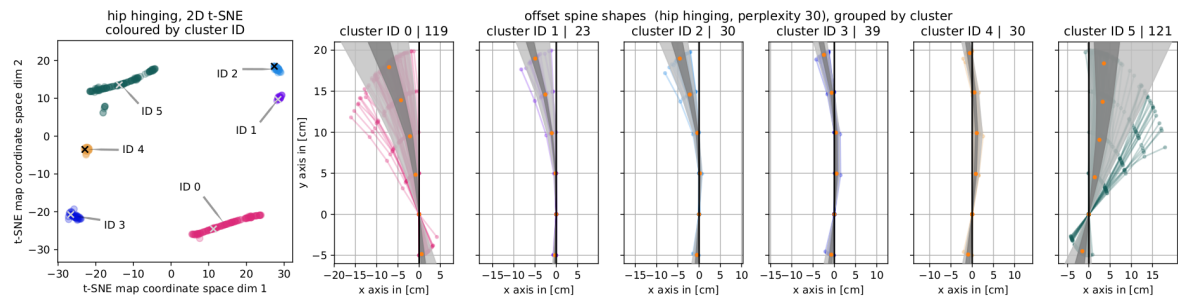 hip hinging, 2D t-SNE
coloured by cluster ID
t-SNE map coordinate space dim 2
20
10
0
−10
−20
−30
ID 2
ID 1
ID 5
ID 4
ID 0
ID 3
−30 −20 −10 0 10 20 30
t-SNE map coordinate space dim 1
offset spine shapes (hip hinging, perplexity 30), grouped by cluster
cluster ID 0 | 119
y axis in [cm]
20
15
10
5
0
−5
−20 −15 −10 −5 0 5
x axis in [cm]
cluster ID 1 | 23
−15 −10 −5 0
x axis in [cm]
cluster ID 2 | 30
−10 −5 0 5
x axis in [cm]
cluster ID 3 | 39
−15 −10 −5 0 5 10
x axis in [cm]
cluster ID 4 | 30
−10 −5 0 5 10
x axis in [cm]
cluster ID 5 | 121
−5 0 5 10 15
x axis in [cm]